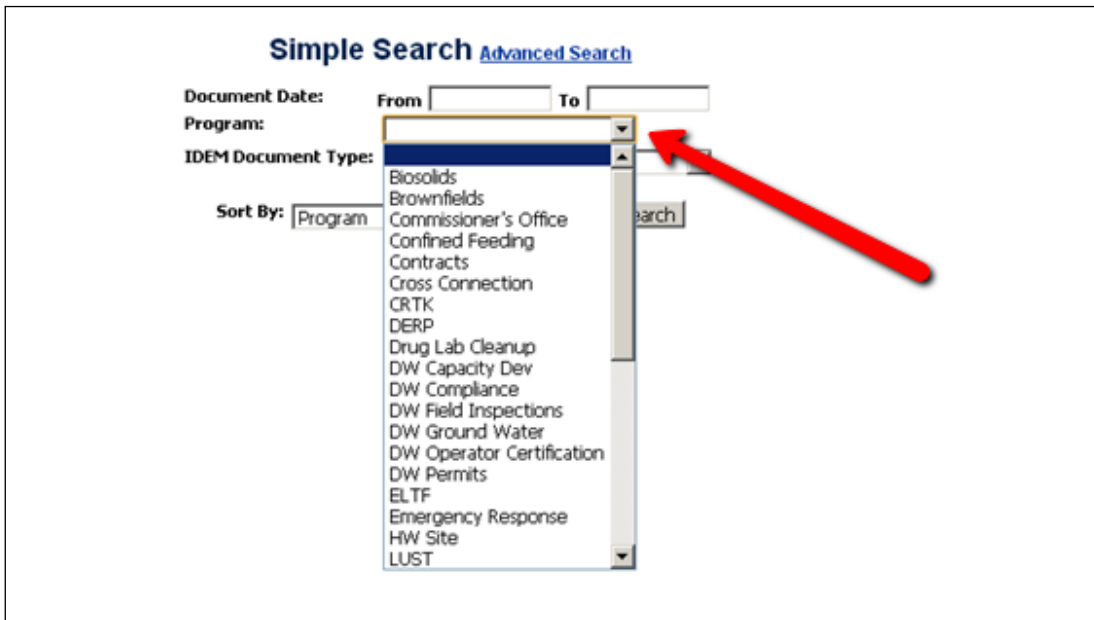 Simple Search Advanced Search
Document Date: From To
Program:
IDEM Document Type:
Biosolids
Brownfields
Sort By: Program
Commissioner's Office
Confined Feeding
Contracts
Cross Connection
CRTK
DERP
Drug Lab Cleanup
DW Capacity Dev
DW Compliance
DW Field Inspections
DW Ground Water
DW Operator Certification
DW Permits
ELTF
Emergency Response
HW Site
LUST